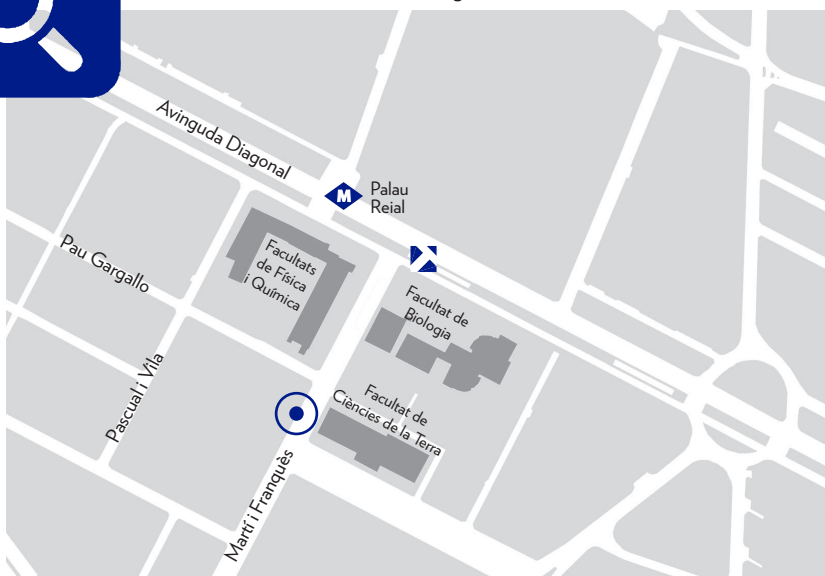 Avinguda Diagonal
M
Palau
Reial
Pau Gargallo
Facultats
de Física
i Química
Facultat de
Biologia
Pascual i Vila
Facultat de
Ciències de la Terra
Martí i Franquès